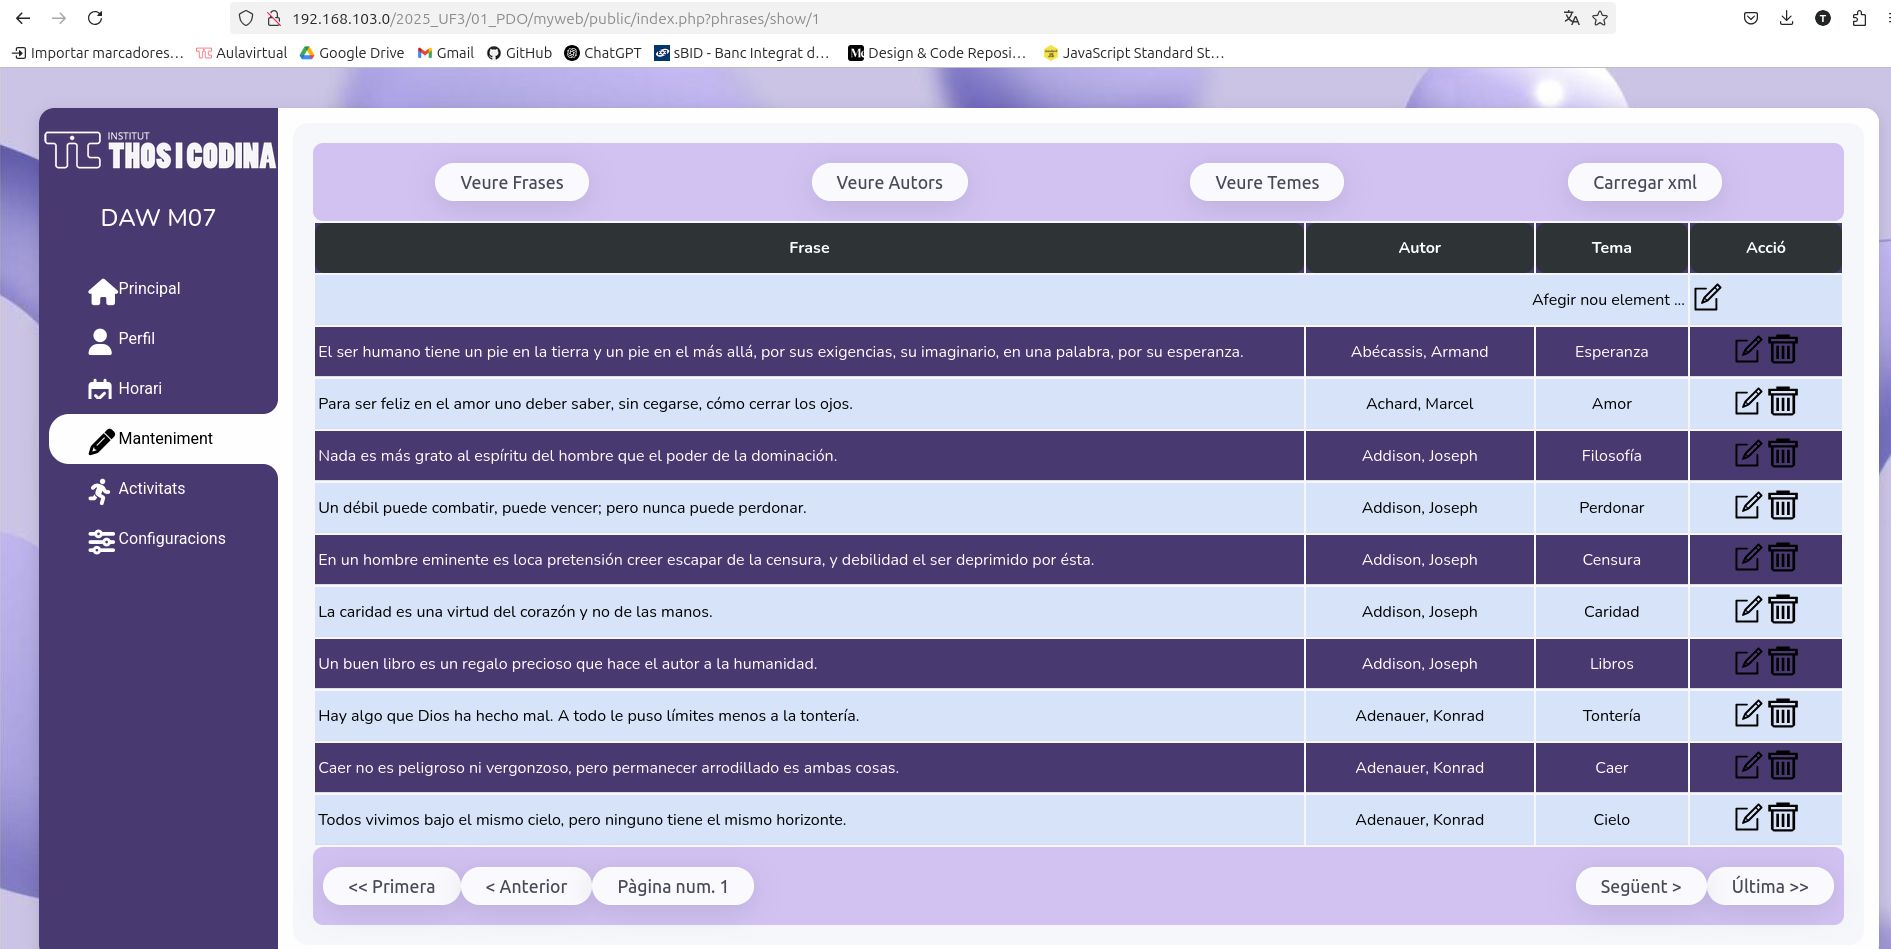 192.168.103.0/2025_UF3/01_PDO/myweb/public/index.php?phrases/show/1
Importar marcadores… Aulavirtual Google Drive Gmail GitHub ChatGPT sBID - Banc Integrat d… Design & Code Reposi… JavaScript Standard St…
INSTITUT
TIC THOS I CODINA
DAW M07
Principal
Perfil
Horari
Manteniment
Activitats
Configuracions
Veure Frases Veure Autors Veure Temes Carregar xml
Frase Autor Tema Acció
Afegir nou element ...
El ser humano tiene un pie en la tierra y un pie en el más allá, por sus exigencias, su imaginario, en una palabra, por su esperanza. Abécassis, Armand Esperanza
Para ser feliz en el amor uno deber saber, sin cegarse, cómo cerrar los ojos. Achard, Marcel Amor
Nada es más grato al espíritu del hombre que el poder de la dominación. Addison, Joseph Filosofía
Un débil puede combatir, puede vencer; pero nunca puede perdonar. Addison, Joseph Perdonar
En un hombre eminente es loca pretensión creer escapar de la censura, y debilidad el ser deprimido por ésta. Addison, Joseph Censura
La caridad es una virtud del corazón y no de las manos. Addison, Joseph Caridad
Un buen libro es un regalo precioso que hace el autor a la humanidad. Addison, Joseph Libros
Hay algo que Dios ha hecho mal. A todo le puso límites menos a la tontería. Adenauer, Konrad Tontería
Caer no es peligroso ni vergonzoso, pero permanecer arrodillado es ambas cosas. Adenauer, Konrad Caer
Todos vivimos bajo el mismo cielo, pero ninguno tiene el mismo horizonte. Adenauer, Konrad Cielo
<< Primera < Anterior Pàgina num. 1 Següent > Última >>